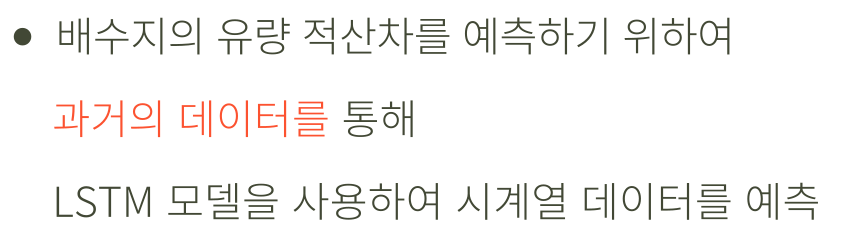 ● 배수지의 유량 적산차를 예측하기 위하여
과거의 데이터를 통해
LSTM 모델을 사용하여 시계열 데이터를 예측